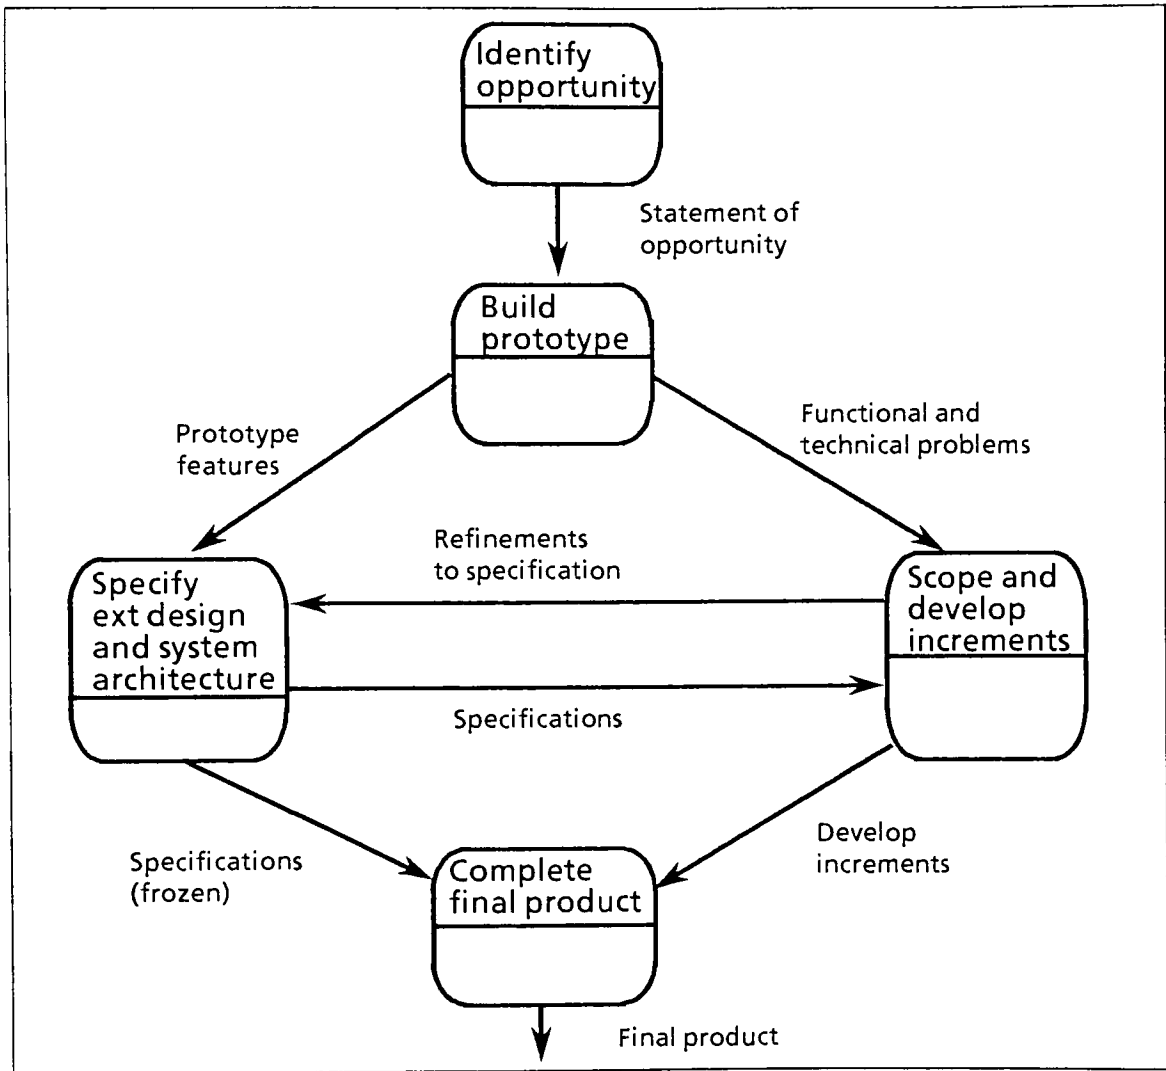 Identify
opportunity
Statement of
opportunity
Build
prototype
Prototype
features
Functional and
technical problems
Refinements
to specification
Specify
ext design
and system
architecture
Scope and
develop
increments
Specifications
Specifications
(frozen)
Develop
increments
Complete
final product
Final product